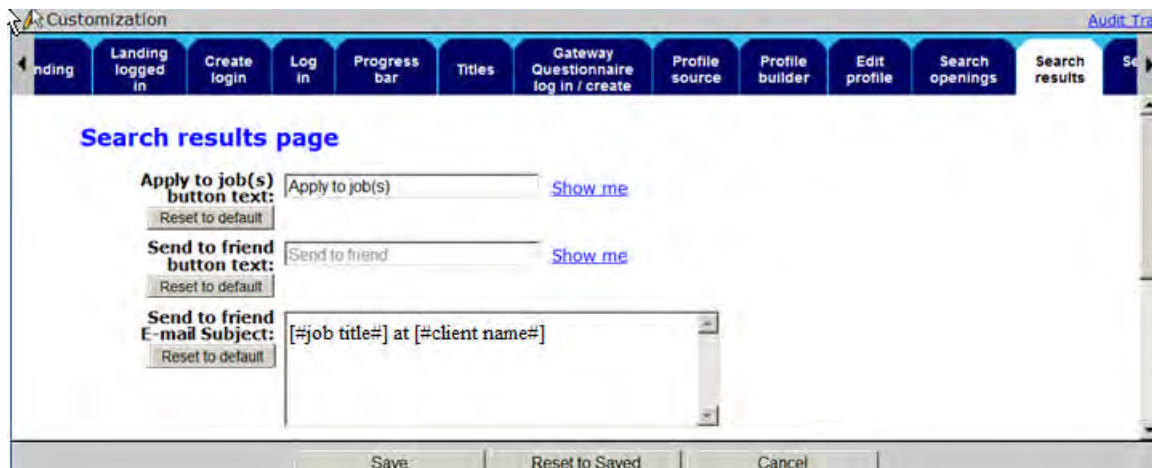 Customization
Audit Tra
nding
Landing
logged
in
Create
login
Log
in
Progress
bar
Titles
Gateway
Questionnaire
log in / create
Profile
source
Profile
builder
Edit
profile
Search
openings
Search
results
Se
Search results page
Apply to job(s)
button text:
Apply to job(s)
Show me
Reset to default
Send to friend
button text:
Send to friend
Show me
Reset to default
Send to friend
E-mail Subject:
[#job title#] at [#client name#]
Reset to default
Save
Reset to Saved
Cancel